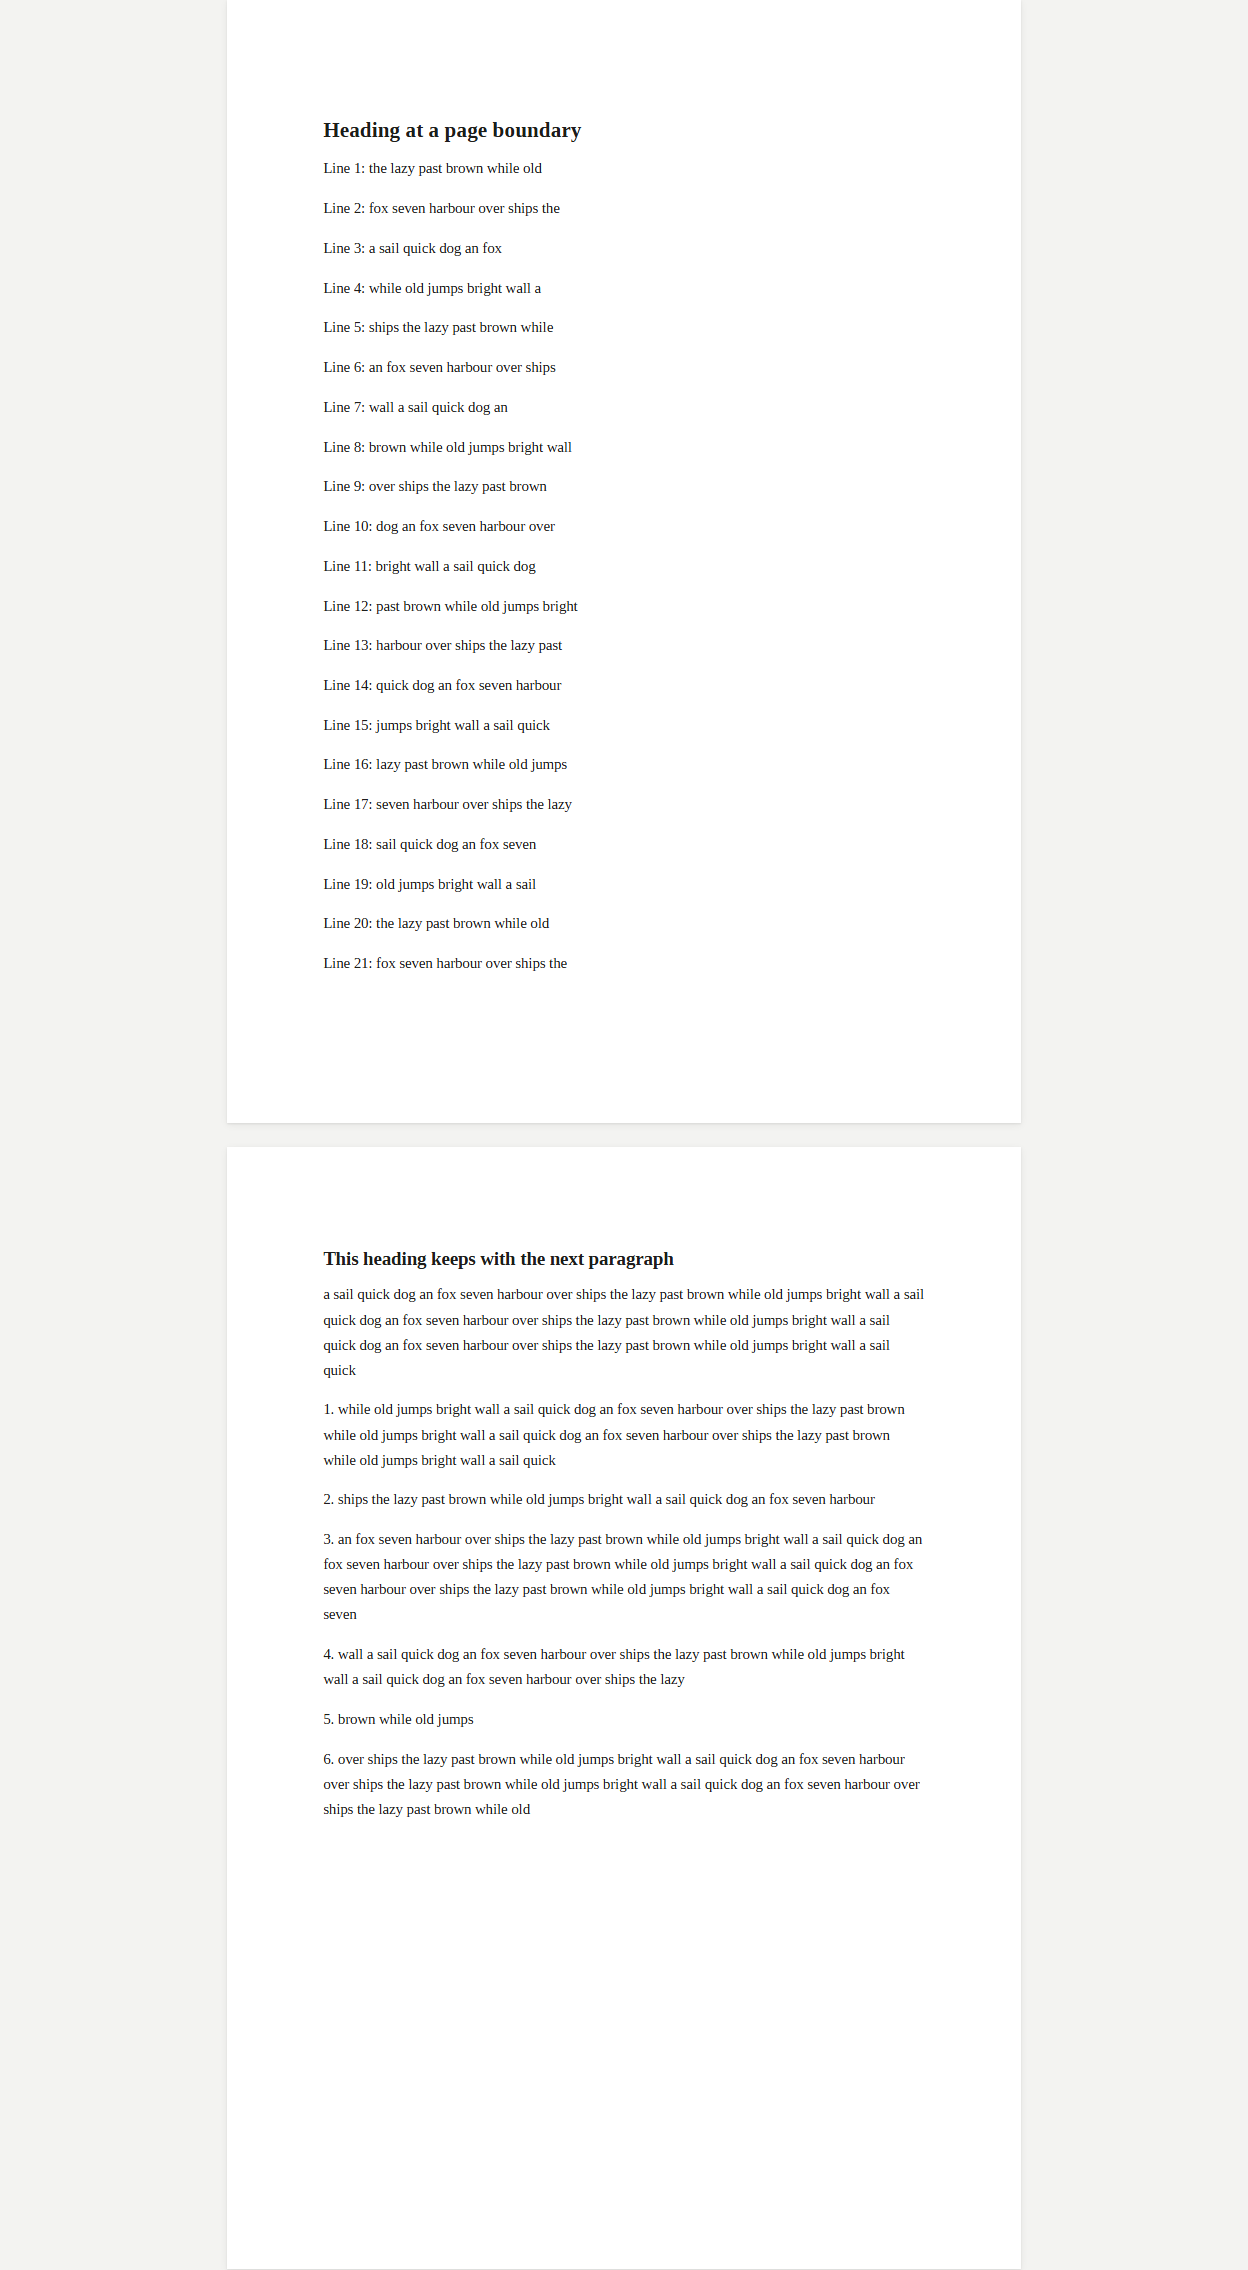 Heading at a page boundary
Line 1: the lazy past brown while old
Line 2: fox seven harbour over ships the
Line 3: a sail quick dog an fox
Line 4: while old jumps bright wall a
Line 5: ships the lazy past brown while
Line 6: an fox seven harbour over ships
Line 7: wall a sail quick dog an
Line 8: brown while old jumps bright wall
Line 9: over ships the lazy past brown
Line 10: dog an fox seven harbour over
Line 11: bright wall a sail quick dog
Line 12: past brown while old jumps bright
Line 13: harbour over ships the lazy past
Line 14: quick dog an fox seven harbour
Line 15: jumps bright wall a sail quick
Line 16: lazy past brown while old jumps
Line 17: seven harbour over ships the lazy
Line 18: sail quick dog an fox seven
Line 19: old jumps bright wall a sail
Line 20: the lazy past brown while old
Line 21: fox seven harbour over ships the
This heading keeps with the next paragraph
a sail quick dog an fox seven harbour over ships the lazy past brown while old jumps bright wall a sail
quick dog an fox seven harbour over ships the lazy past brown while old jumps bright wall a sail
quick dog an fox seven harbour over ships the lazy past brown while old jumps bright wall a sail
quick
1. while old jumps bright wall a sail quick dog an fox seven harbour over ships the lazy past brown
while old jumps bright wall a sail quick dog an fox seven harbour over ships the lazy past brown
while old jumps bright wall a sail quick
2. ships the lazy past brown while old jumps bright wall a sail quick dog an fox seven harbour
3. an fox seven harbour over ships the lazy past brown while old jumps bright wall a sail quick dog an
fox seven harbour over ships the lazy past brown while old jumps bright wall a sail quick dog an fox
seven harbour over ships the lazy past brown while old jumps bright wall a sail quick dog an fox
seven
4. wall a sail quick dog an fox seven harbour over ships the lazy past brown while old jumps bright
wall a sail quick dog an fox seven harbour over ships the lazy
5. brown while old jumps
6. over ships the lazy past brown while old jumps bright wall a sail quick dog an fox seven harbour
over ships the lazy past brown while old jumps bright wall a sail quick dog an fox seven harbour over
ships the lazy past brown while old